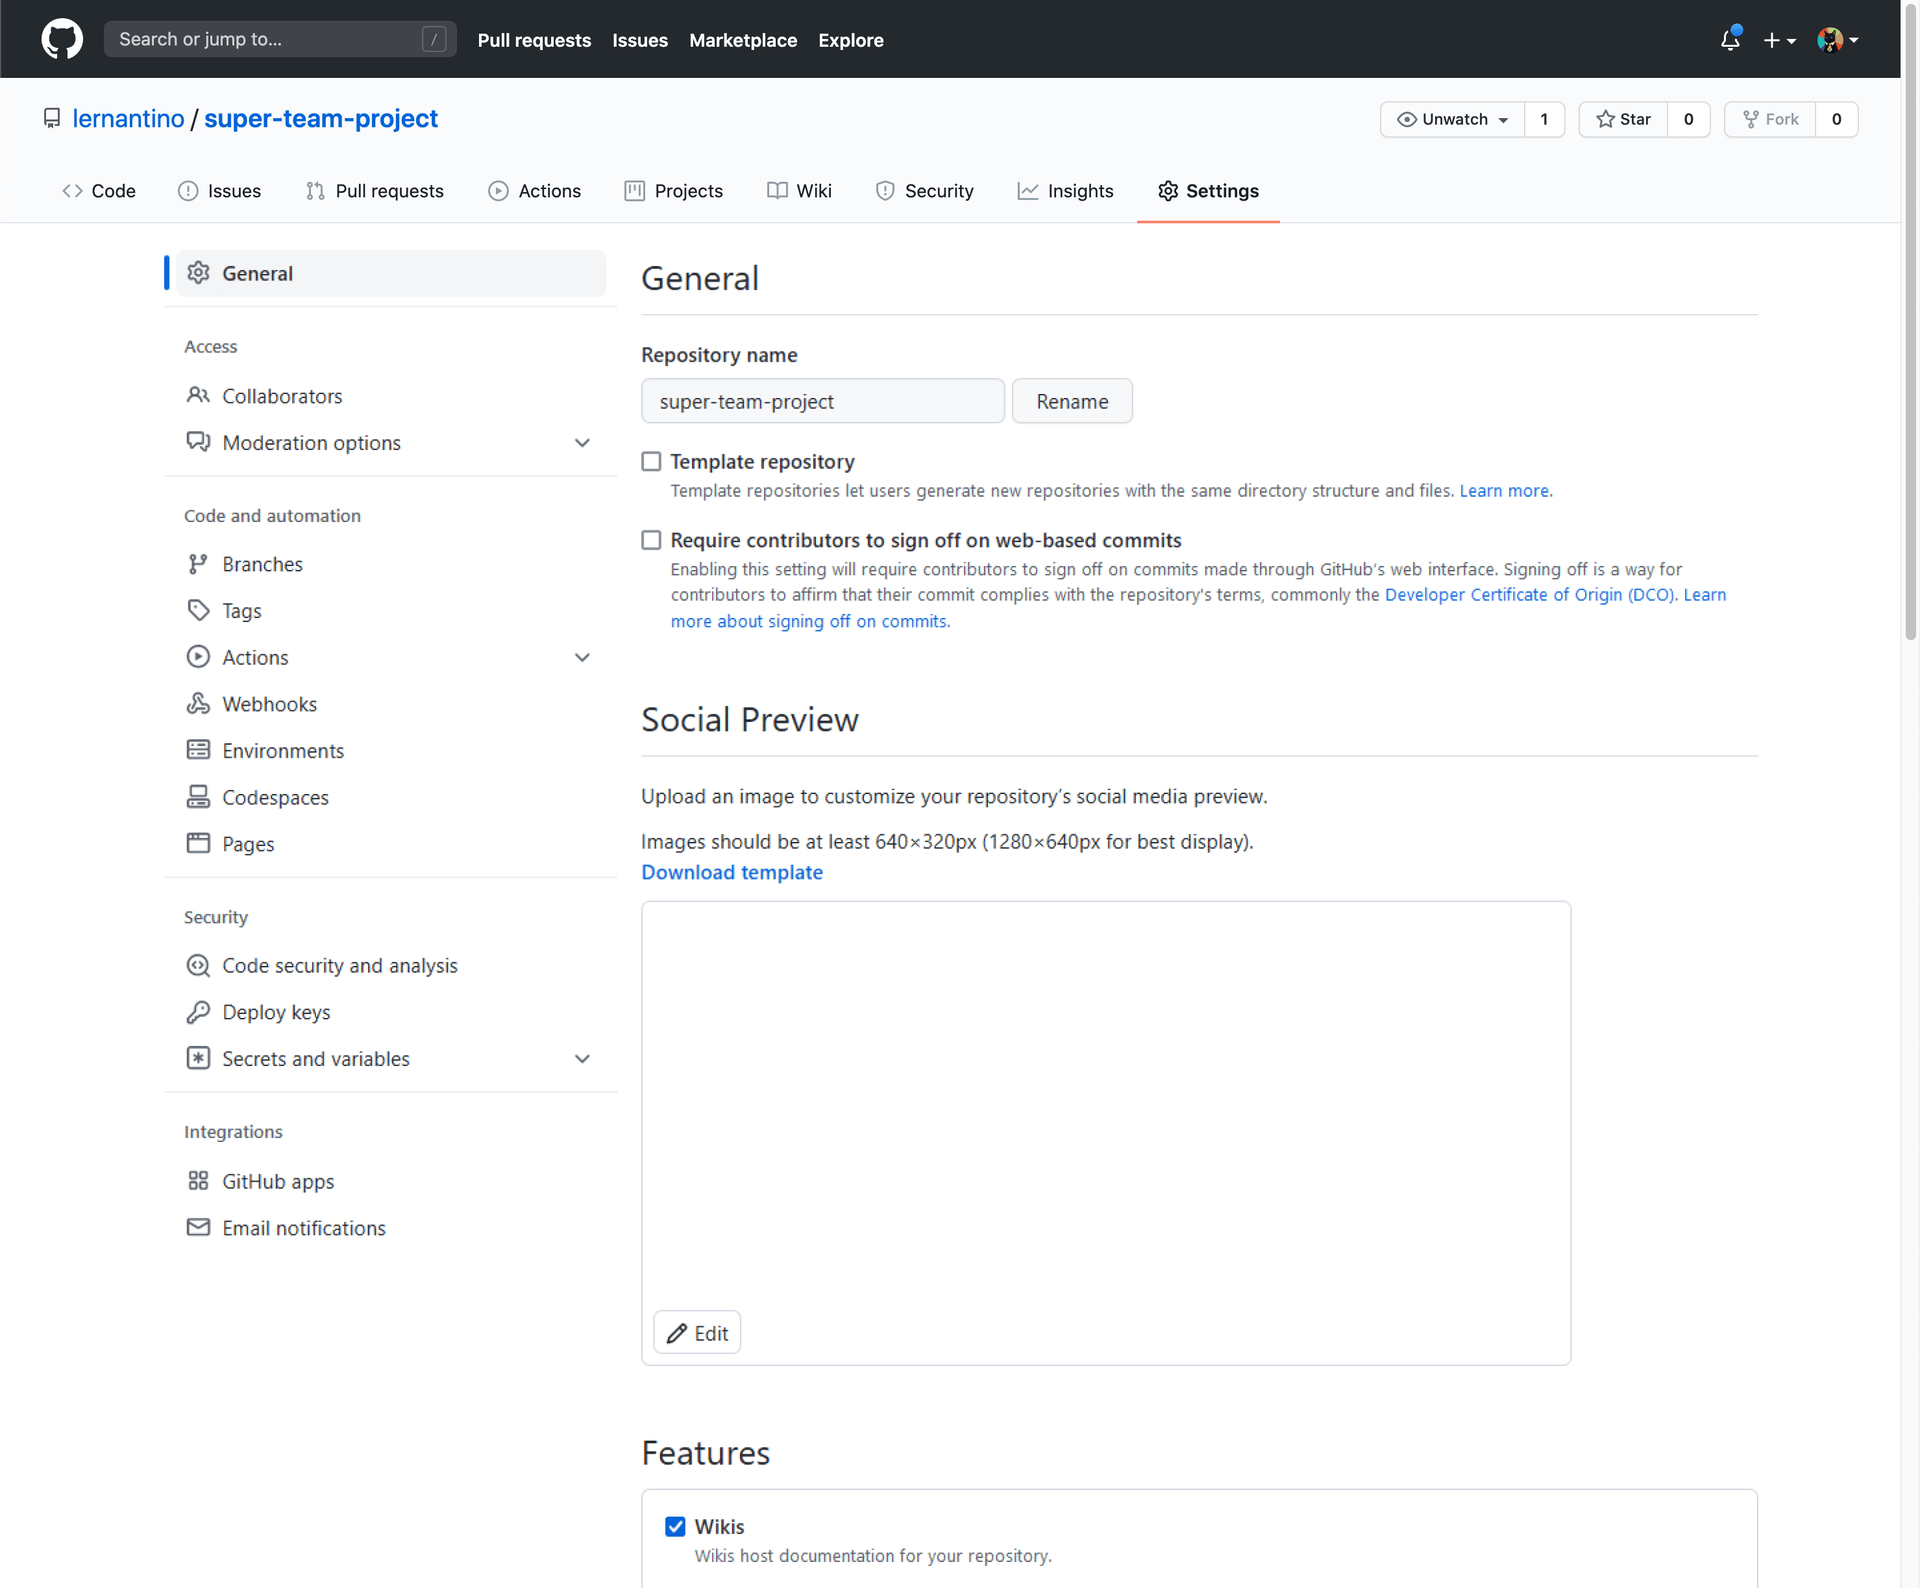 Search or jump to... /
Pull requests Issues Marketplace Explore
lernantino / super-team-project
Unwatch 1 Star 0 Fork 0
Code Issues Pull requests Actions Projects Wiki Security Insights Settings
General
Access
Collaborators
Moderation options
Code and automation
Branches
Tags
Actions
Webhooks
Environments
Codespaces
Pages
Security
Code security and analysis
Deploy keys
Secrets and variables
Integrations
GitHub apps
Email notifications
General
Repository name
super-team-project Rename
Template repository
Template repositories let users generate new repositories with the same directory structure and files. Learn more.
Require contributors to sign off on web-based commits
Enabling this setting will require contributors to sign off on commits made through GitHub's web interface. Signing off is a way for
contributors to affirm that their commit complies with the repository's terms, commonly the Developer Certificate of Origin (DCO). Learn
more about signing off on commits.
Social Preview
Upload an image to customize your repository's social media preview.
Images should be at least 640×320px (1280×640px for best display).
Download template
Edit
Features
Wikis
Wikis host documentation for your repository.